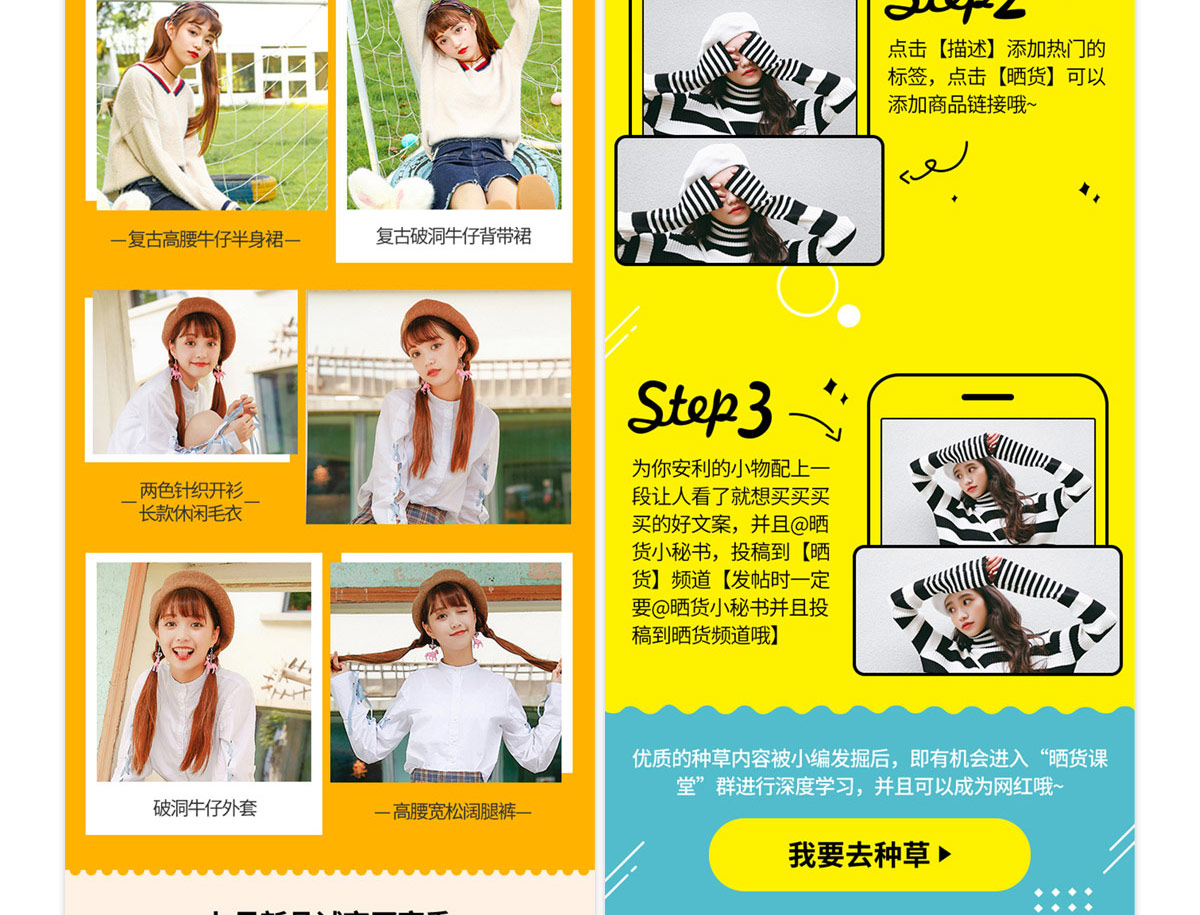 复古高腰牛仔半身裙
复古破洞牛仔背带裙
两色针织开衫
长款休闲毛衣
破洞牛仔外套
高腰宽松阔腿裤
Step2
点击【描述】添加热门的
标签，点击【晒货】可以
添加商品链接哦~
Step3
为你安利的小物配上一
段让人看了就想买买买
买的好文案，并且@晒
货小秘书，投稿到【晒
货】频道【发帖时一定
要@晒货小秘书并且投
稿到晒货频道哦】
优质的种草内容被小编发掘后，即有机会进入“晒货课
堂”群进行深度学习，并且可以成为网红哦~
我要去种草